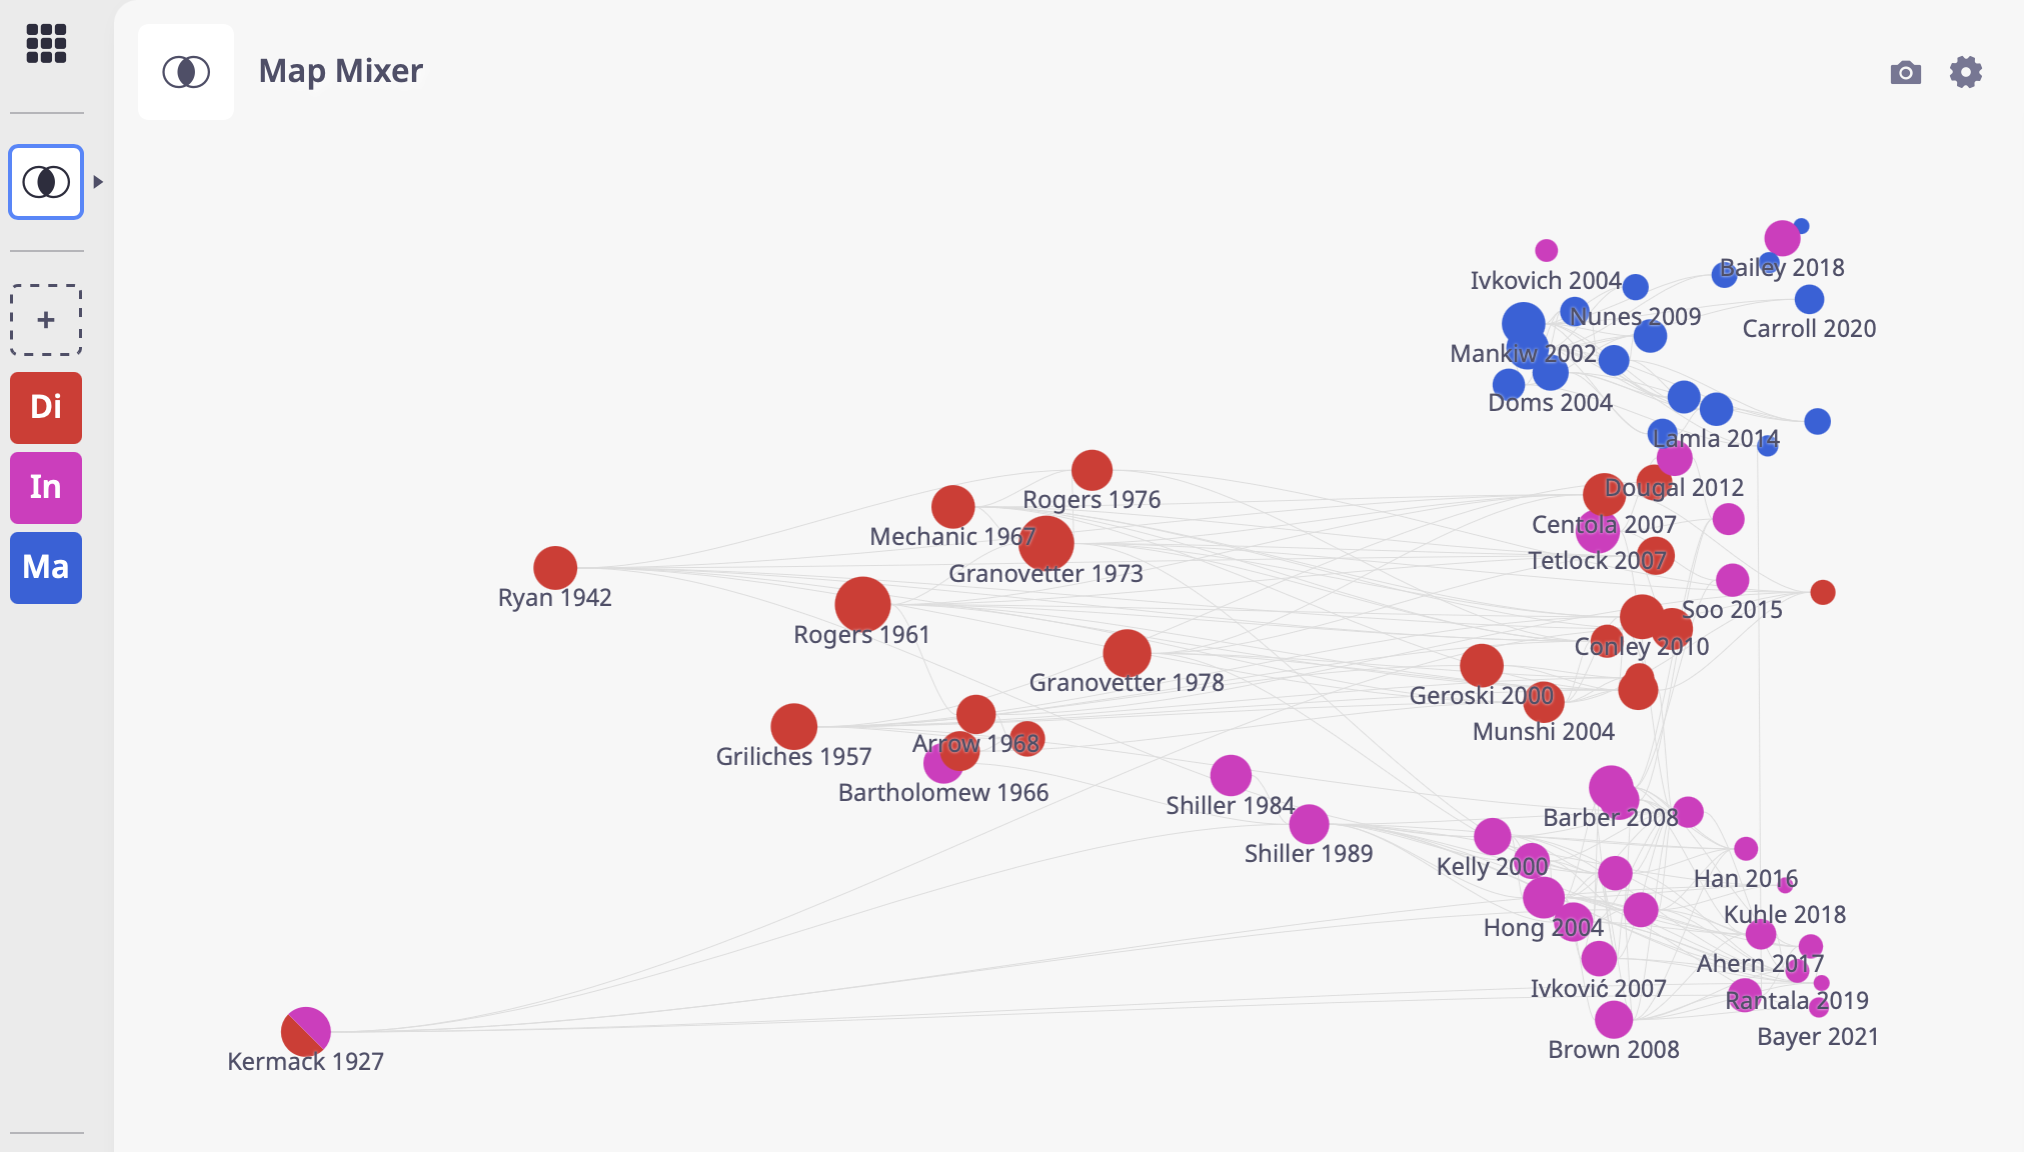 Map Mixer
+
Di
In
Ma
Bailey 2018
Ivkovich 2004
Nunes 2009
Carroll 2020
Mankiw 2002
Doms 2004
Lamla 2014
Rogers 1976
Dougal 2012
Mechanic 1967
Centola 2007
Granovetter 1973
Tetlock 2007
Ryan 1942
Soo 2015
Rogers 1961
Conley 2010
Granovetter 1978
Geroski 2000
Munshi 2004
Arrow 1968
Griliches 1957
Bartholomew 1966
Shiller 1984
Barber 2008
Shiller 1989
Kelly 2000
Han 2016
Kuhle 2018
Hong 2004
Ahern 2017
Ivković 2007
Rantala 2019
Bayer 2021
Brown 2008
Kermack 1927